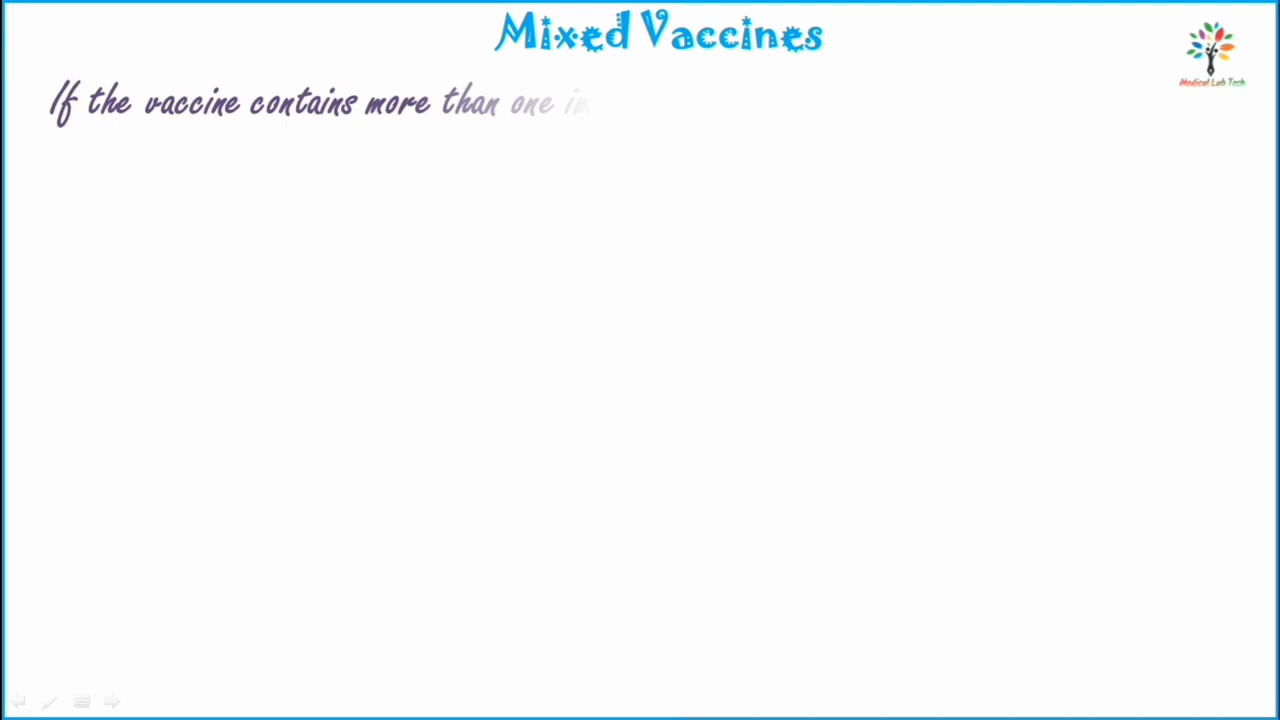 Mixed Vaccines
Medical Lab Tech
If the vaccine contains more than one